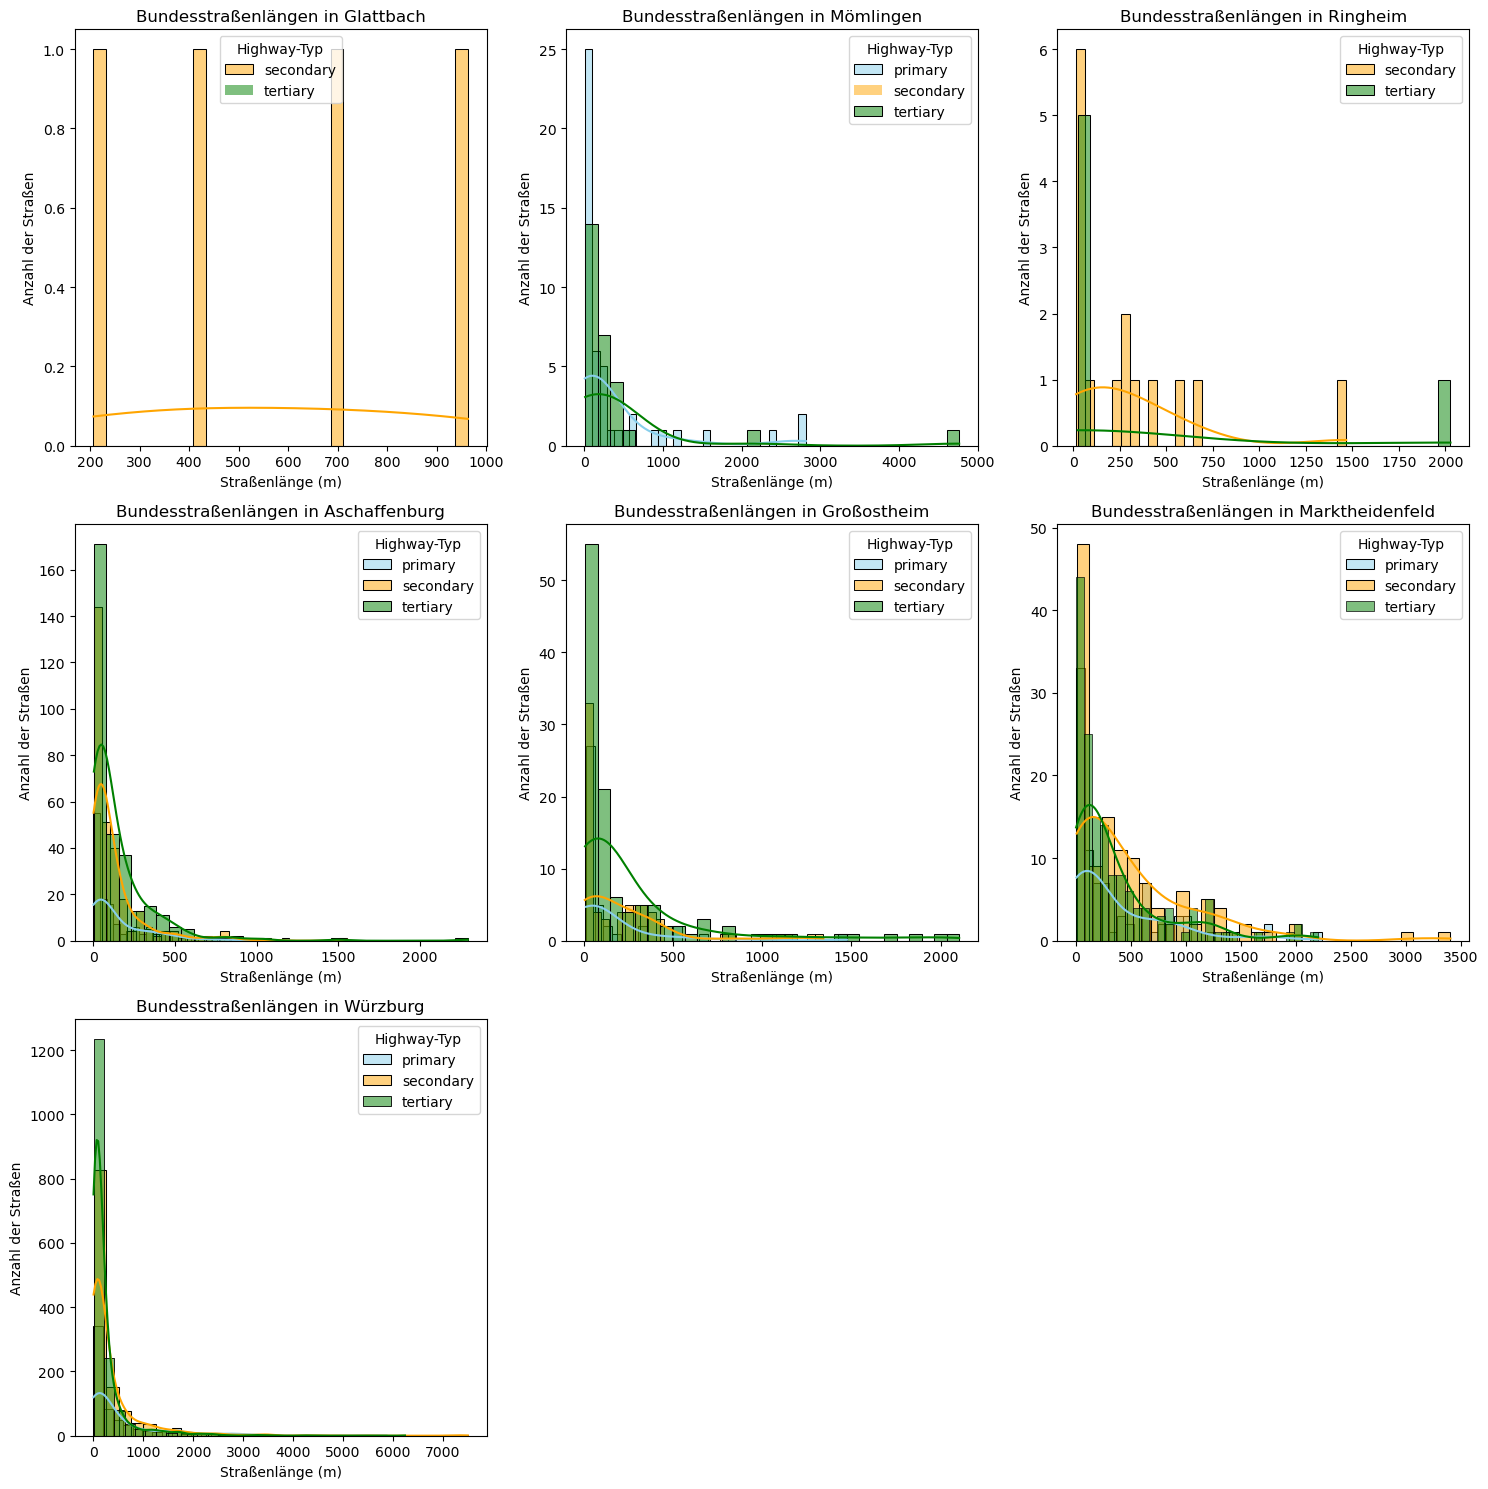 Bundesstraßenlängen in Glattbach
Anzahl der Straßen
1.0
0.8
0.6
0.4
0.2
0.0
Highway-Typ
secondary
tertiary
200 300 400 500 600 700 800 900 1000
Straßenlänge (m)
Bundesstraßenlängen in Mömlingen
Anzahl der Straßen
25
20
15
10
5
0
Highway-Typ
primary
secondary
tertiary
0 1000 2000 3000 4000 5000
Straßenlänge (m)
Bundesstraßenlängen in Ringheim
Anzahl der Straßen
6
5
4
3
2
1
0
Highway-Typ
secondary
tertiary
0 250 500 750 1000 1250 1500 1750 2000
Straßenlänge (m)
Bundesstraßenlängen in Aschaffenburg
Anzahl der Straßen
160
140
120
100
80
60
40
20
0
Highway-Typ
primary
secondary
tertiary
0 500 1000 1500 2000
Straßenlänge (m)
Bundesstraßenlängen in Großostheim
Anzahl der Straßen
50
40
30
20
10
0
Highway-Typ
primary
secondary
tertiary
0 500 1000 1500 2000
Straßenlänge (m)
Bundesstraßenlängen in Marktheidenfeld
Anzahl der Straßen
50
40
30
20
10
0
Highway-Typ
primary
secondary
tertiary
0 500 1000 1500 2000 2500 3000 3500
Straßenlänge (m)
Bundesstraßenlängen in Würzburg
Anzahl der Straßen
1200
1000
800
600
400
200
0
Highway-Typ
primary
secondary
tertiary
0 1000 2000 3000 4000 5000 6000 7000
Straßenlänge (m)